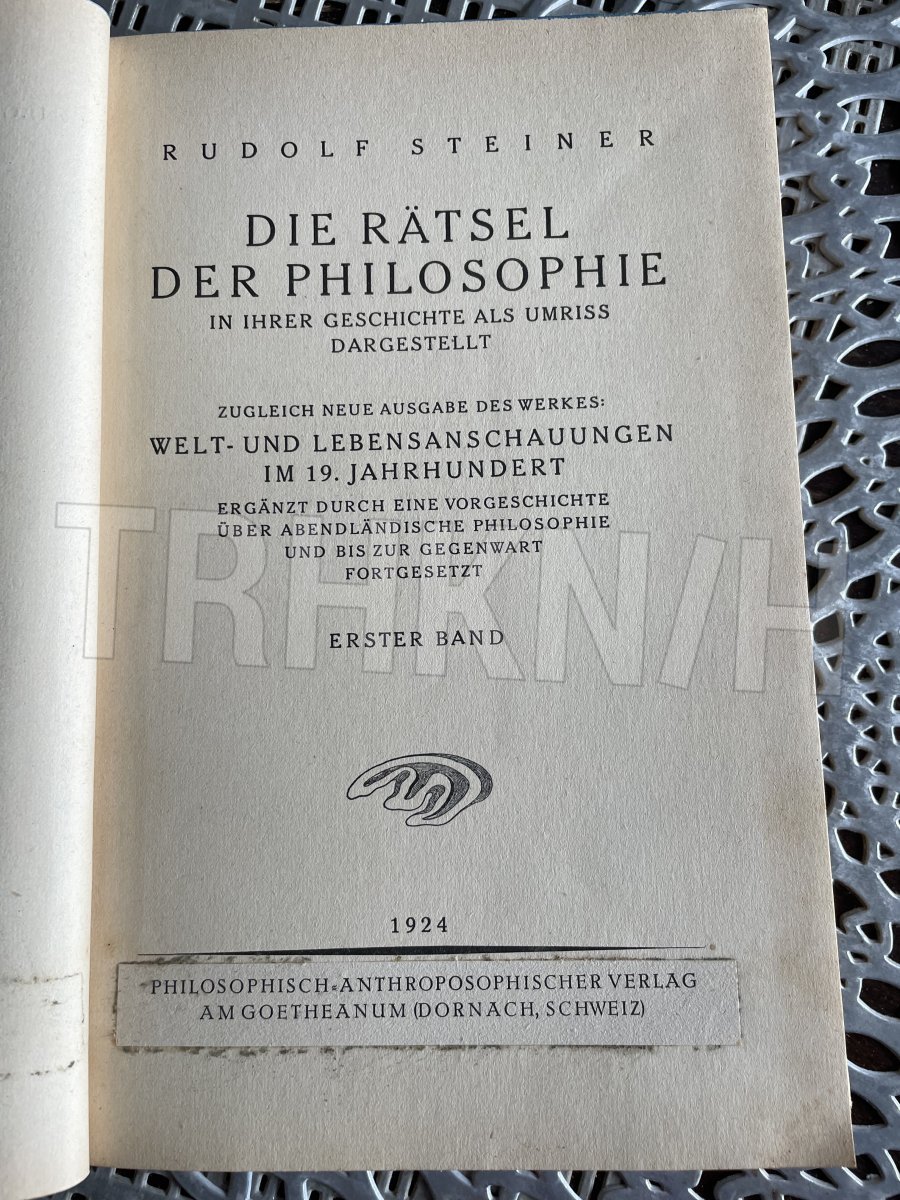 RUDOLF STEINER
DIE RÄTSEL
DER PHILOSOPHIE
IN IHRER GESCHICHTE ALS UMRISS
DARGESTELLT
ZUGLEICH NEUE AUSGABE DES WERKES:
WELT- UND LEBENSANSCHAUUNGEN
IM 19. JAHRHUNDERT
ERGÄNZT DURCH EINE VORGESCHICHTE
ÜBER ABENDLÄNDISCHE PHILOSOPHIE
UND BIS ZUR GEGENWART
FORTGESETZT
ERSTER BAND
1924
PHILOSOPHISCH-ANTHROPOSOPHISCHER VERLAG
AM GOETHEANUM (DORNACH, SCHWEIZ)